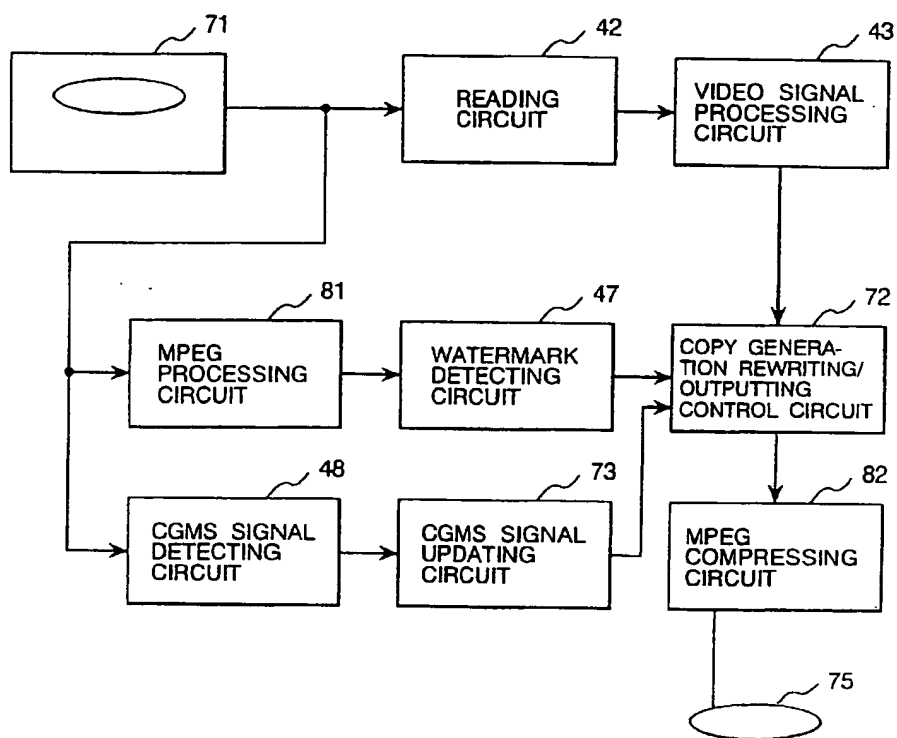 71
42
43
READING
CIRCUIT
VIDEO SIGNAL
PROCESSING
CIRCUIT
81
47
72
MPEG
PROCESSING
CIRCUIT
WATERMARK
DETECTING
CIRCUIT
COPY GENERA-
TION REWRITING/
OUTPUTTING
CONTROL CIRCUIT
48
73
82
CGMS SIGNAL
DETECTING
CIRCUIT
CGMS SIGNAL
UPDATING
CIRCUIT
MPEG
COMPRESSING
CIRCUIT
75